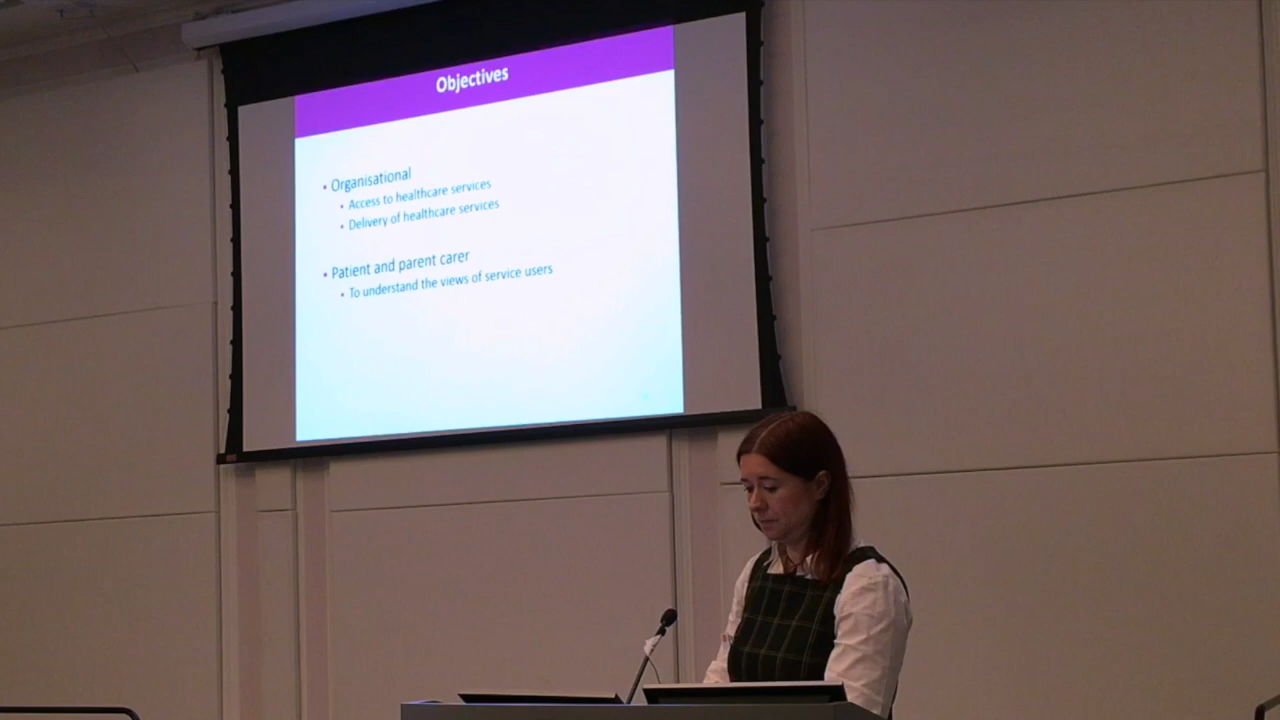 Objectives
• Organisational
• Access to healthcare services
• Delivery of healthcare services
• Patient and parent carer
• To understand the views of service users